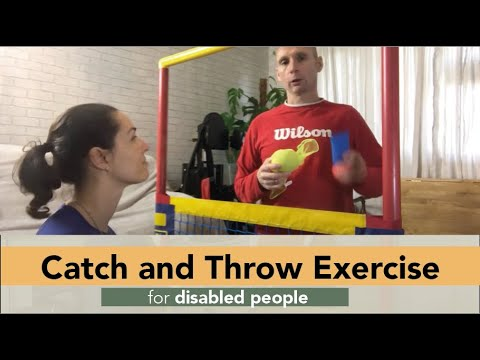 Wilson
Catch and Throw Exercise
for disabled people